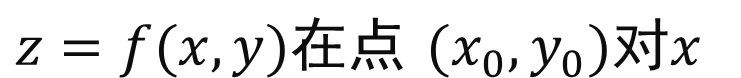 z = f(x, y)在点 (x₀, y₀)对x